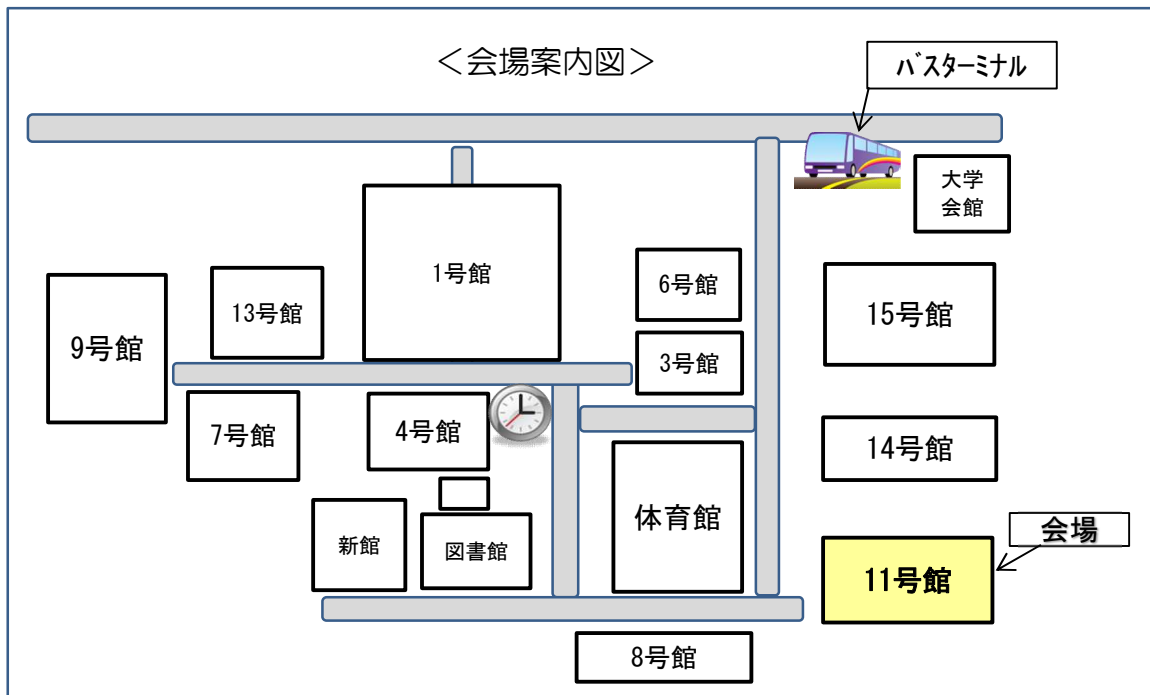 ＜会場案内図＞
ﾊﾞｽﾀｰﾐﾅﾙ
大学
会館
1号館
6号館
15号館
13号館
9号館
3号館
7号館
4号館
14号館
体育館
会場
新館
図書館
11号館
8号館